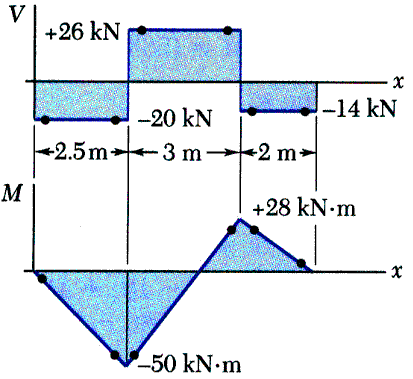 V
+26 kN
x
−20 kN
−14 kN
2.5 m 3 m 2 m
M
+28 kN·m
x
−50 kN·m